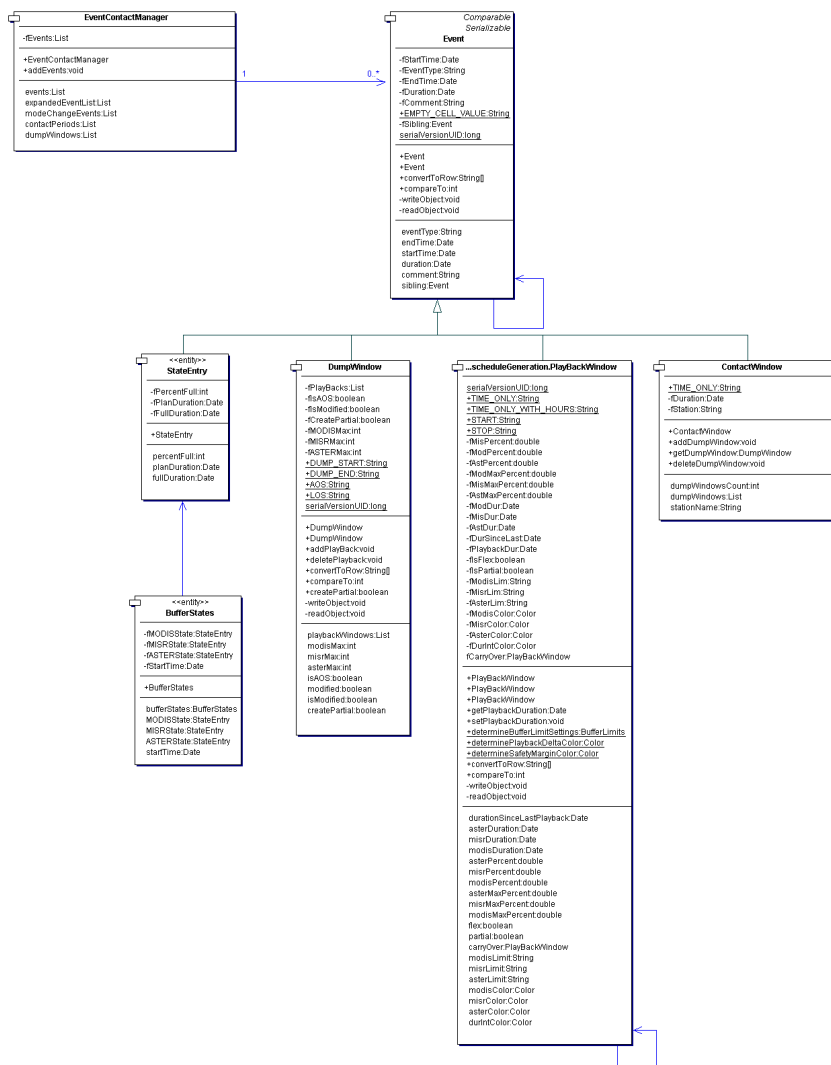 EventContactManager
-fEvents:List
+EventContactManager
+addEvents:void
events:List
expandedEventList:List
modeChangeEvents:List
contactPeriods:List
dumpWindows:List
1
0..*
Comparable
Serializable
Event
-fStartTime:Date
-fEventType:String
-fEndTime:Date
-fDuration:Date
-fComment:String
+EMPTY_CELL_VALUE:String
-fSibling:Event
serialVersionUID:long
+Event
+Event
+convertToRow:String[]
+compareTo:int
-writeObject:void
-readObject:void
eventType:String
endTime:Date
startTime:Date
duration:Date
comment:String
sibling:Event
<<entity>>
StateEntry
-fPercentFull:int
-fPlanDuration:Date
-fFullDuration:Date
+StateEntry
percentFull:int
planDuration:Date
fullDuration:Date
<<entity>>
BufferStates
-fMODISState:StateEntry
-fMISRState:StateEntry
-fASTERState:StateEntry
-fStartTime:Date
+BufferStates
bufferStates:BufferStates
MODISState:StateEntry
MISRState:StateEntry
ASTERState:StateEntry
startTime:Date
DumpWindow
-fPlayBacks:List
-fIsAOS:boolean
-fIsModified:boolean
-fCreatePartial:boolean
-fMODISMax:int
-fMISRMax:int
-fASTERMax:int
+DUMP_START:String
+DUMP_END:String
+AOS:String
+LOS:String
serialVersionUID:long
+DumpWindow
+DumpWindow
+addPlayBack:void
+deletePlayback:void
+convertToRow:String[]
+compareTo:int
+createPartial:boolean
-writeObject:void
-readObject:void
playbackWindows:List
modisMax:int
misrMax:int
asterMax:int
isAOS:boolean
modified:boolean
isModified:boolean
createPartial:boolean
...scheduleGeneration.PlayBackWindow
serialVersionUID:long
+TIME_ONLY:String
+TIME_ONLY_WITH_HOURS:String
+START:String
+STOP:String
-fMisPercent:double
-fModPercent:double
-fAstPercent:double
-fModMaxPercent:double
-fMisMaxPercent:double
-fAstMaxPercent:double
-fModDur:Date
-fMisDur:Date
-fAstDur:Date
-fDurSinceLast:Date
-fPlaybackDur:Date
-fIsFlex:boolean
-fIsPartial:boolean
-fModisLim:String
-fMisrLim:String
-fAsterLim:String
-fModisColor:Color
-fMisrColor:Color
-fAsterColor:Color
-fDurIntColor:Color
fCarryOver:PlayBackWindow
+PlayBackWindow
+PlayBackWindow
+PlayBackWindow
+getPlaybackDuration:Date
+setPlaybackDuration:void
+determineBufferLimitSettings:BufferLimits
+determinePlaybackDeltaColor:Color
+determineSafetyMarginColor:Color
+convertToRow:String[]
+compareTo:int
-writeObject:void
-readObject:void
durationSinceLastPlayback:Date
asterDuration:Date
misrDuration:Date
modisDuration:Date
asterPercent:double
misrPercent:double
modisPercent:double
asterMaxPercent:double
misrMaxPercent:double
modisMaxPercent:double
flex:boolean
partial:boolean
carryOver:PlayBackWindow
modisLimit:String
misrLimit:String
asterLimit:String
modisColor:Color
misrColor:Color
asterColor:Color
durIntColor:Color
ContactWindow
+TIME_ONLY:String
-fDuration:Date
-fStation:String
+ContactWindow
+addDumpWindow:void
+getDumpWindow:DumpWindow
+deleteDumpWindow:void
dumpWindowsCount:int
dumpWindows:List
stationName:String